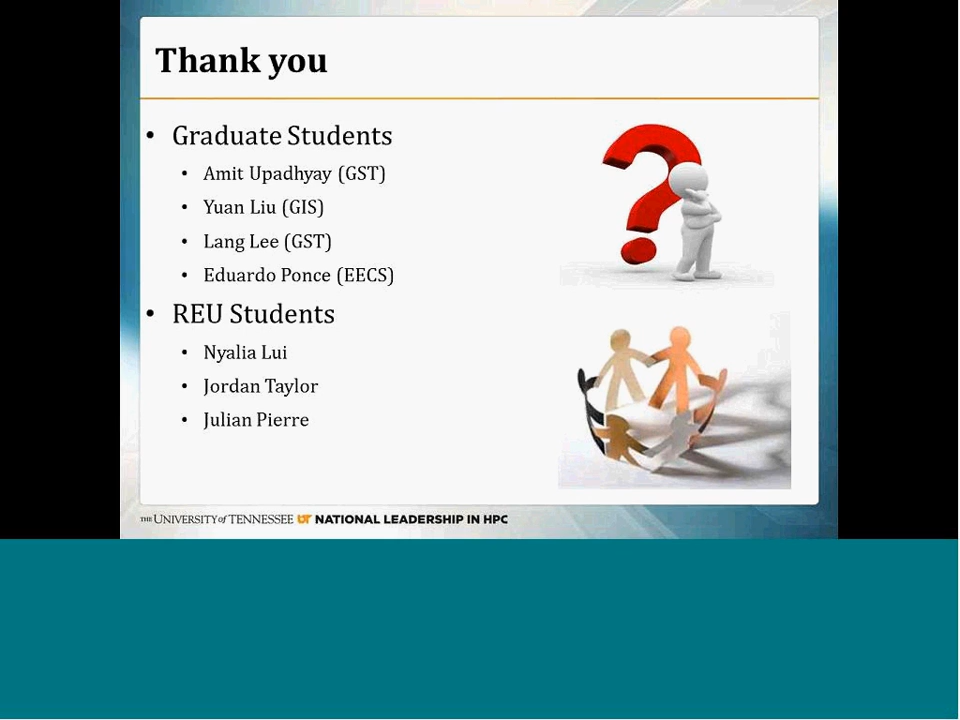 Thank you
• Graduate Students
• Amit Upadhyay (GST)
• Yuan Liu (GIS)
• Lang Lee (GST)
• Eduardo Ponce (EECS)
• REU Students
• Nyalia Lui
• Jordan Taylor
• Julian Pierre
THE UNIVERSITY of TENNESSEE UT NATIONAL LEADERSHIP IN HPC